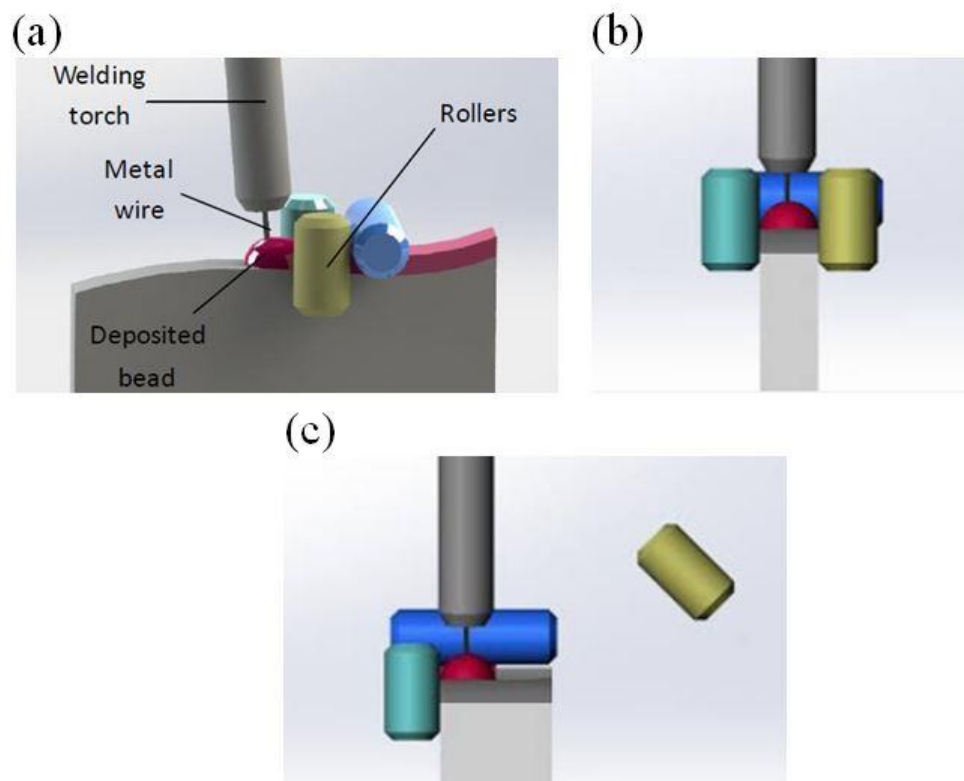 (a)
Welding
torch
Rollers
Metal
wire
Deposited
bead
(b)
(c)